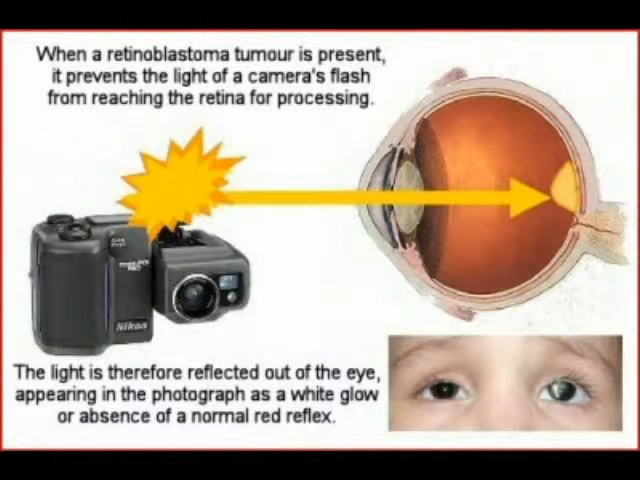 When a retinoblastoma tumour is present,
it prevents the light of a camera's flash
from reaching the retina for processing.
Nikon
The light is therefore reflected out of the eye,
appearing in the photograph as a white glow
or absence of a normal red reflex.